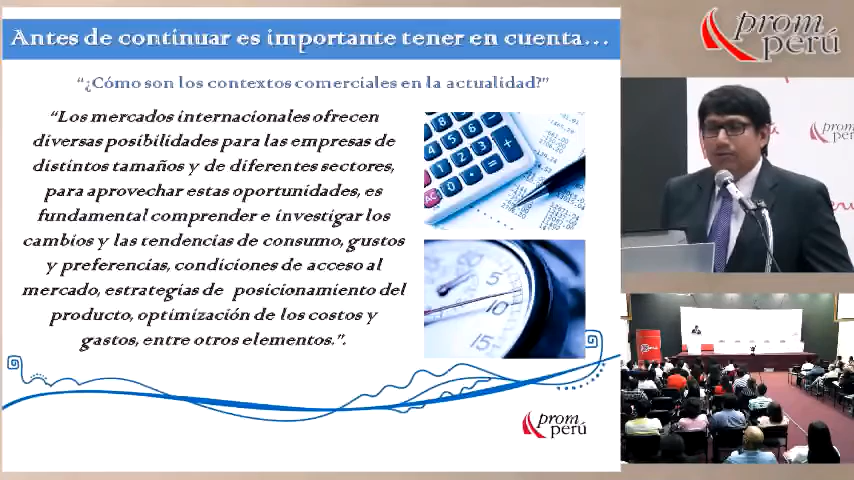 Antes de continuar es importante tener en cuenta...
"¿Cómo son los contextos comerciales en la actualidad?"
"Los mercados internacionales ofrecen
diversas posibilidades para las empresas de
distintos tamaños y de diferentes sectores,
para aprovechar estas oportunidades, es
fundamental comprender e investigar los
cambios y las tendencias de consumo, gustos
y preferencias, condiciones de acceso al
mercado, estrategias de posicionamiento del
producto, optimización de los costos y
gastos, entre otros elementos.".
prom
perú
prom
perú
prom